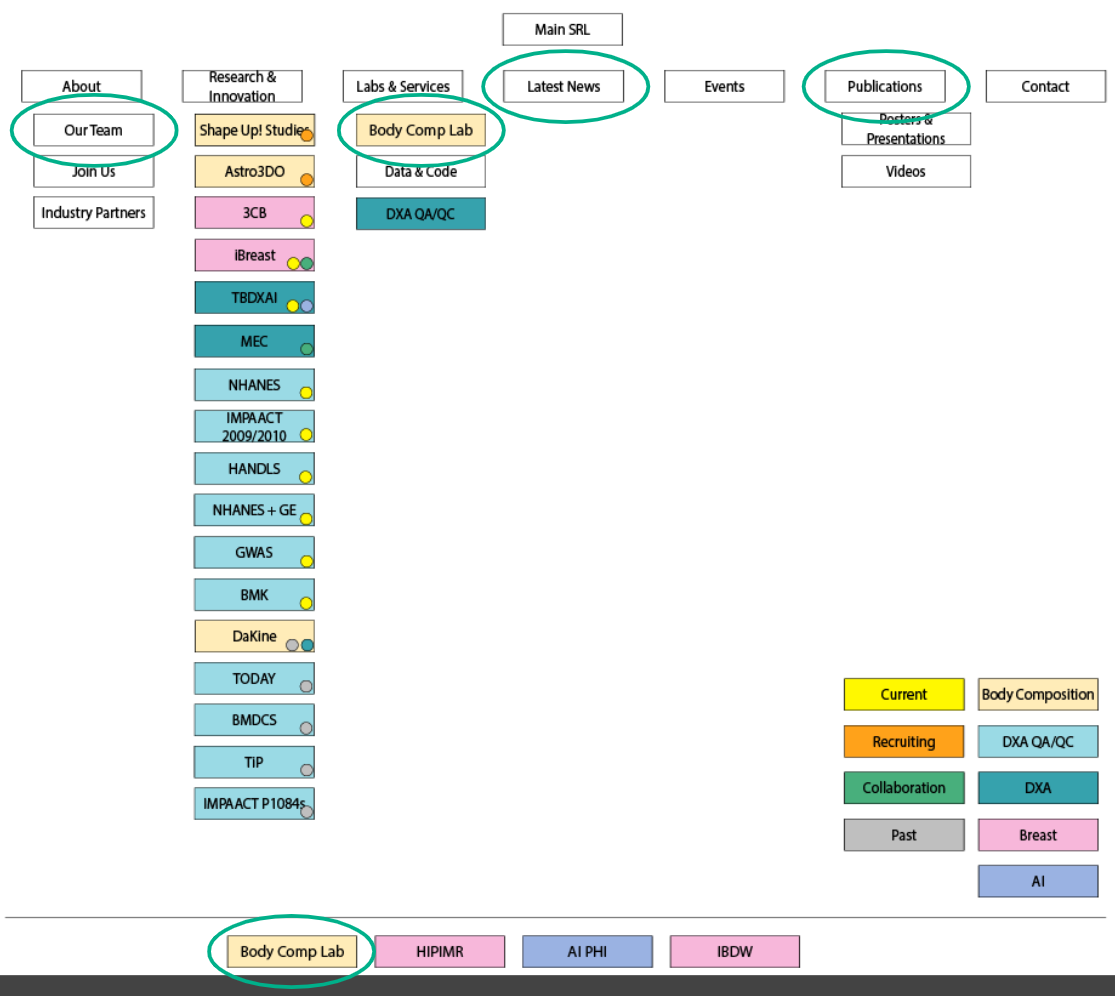 Main SRL
About
Research &
Innovation
Labs & Services
Latest News
Events
Publications
Contact
Our Team
Shape Up! Studies
Body Comp Lab
Posters &
Presentations
Join Us
Astro3DO
Data & Code
Videos
Industry Partners
3CB
DXA QA/QC
iBreast
TBDXAI
MEC
NHANES
IMPAACT
2009/2010
HANDLS
NHANES + GE
GWAS
BMK
DaKine
TODAY
BMDCS
TiP
IMPAACT P1084s
Current
Body Composition
Recruiting
DXA QA/QC
Collaboration
DXA
Past
Breast
AI
Body Comp Lab
HIPIMR
AI PHI
IBDW